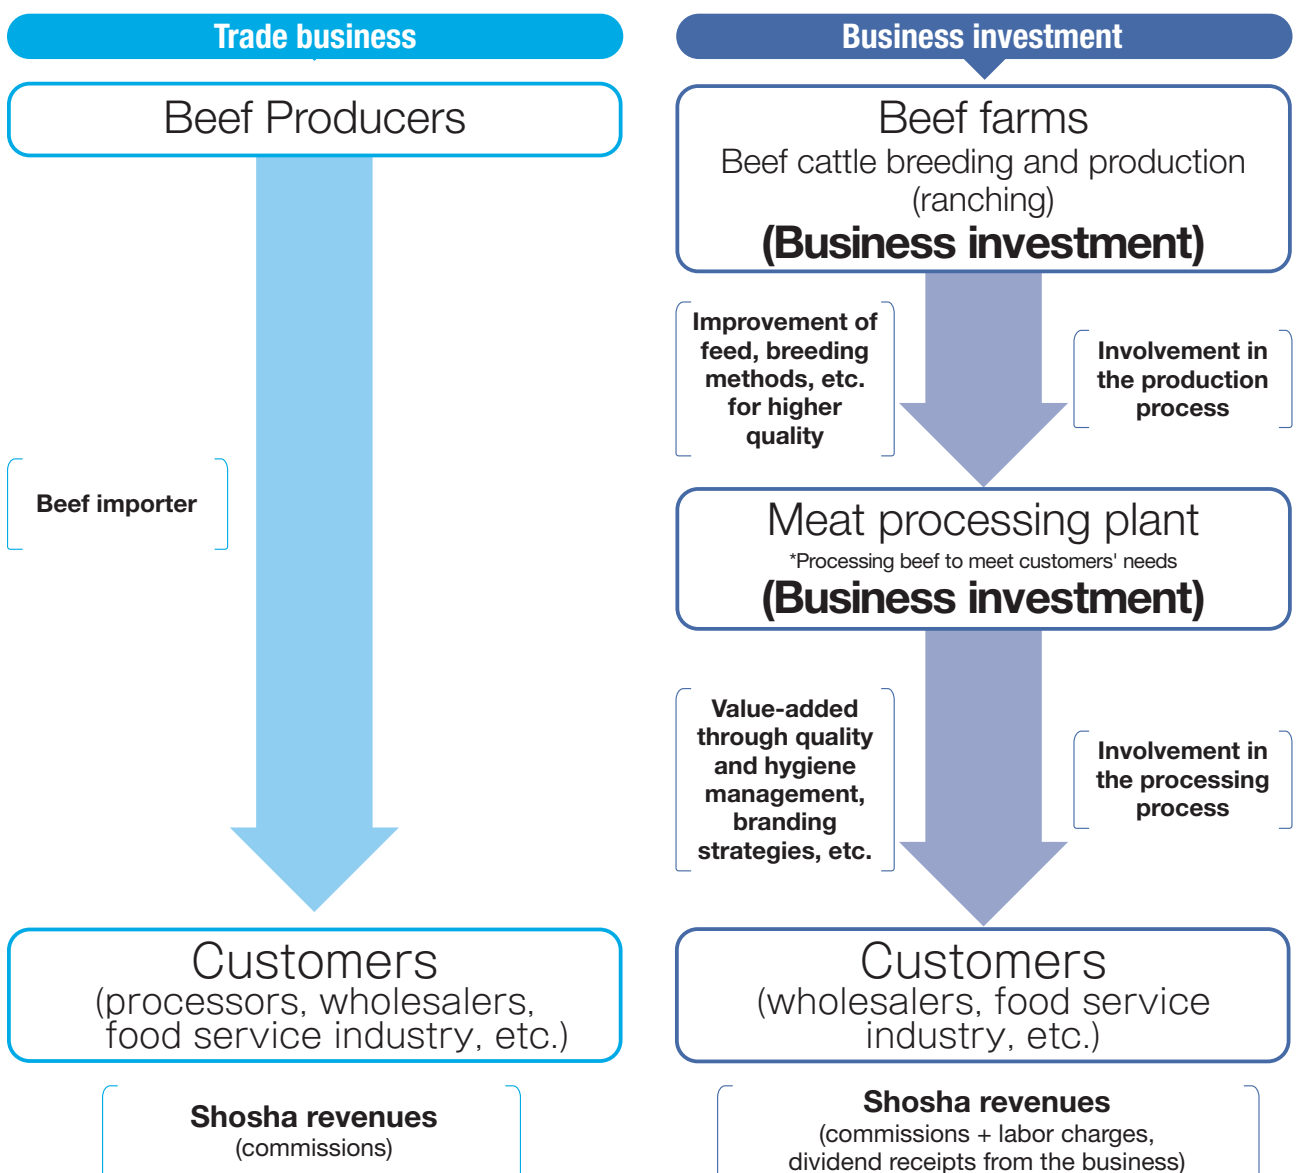 Trade business
Beef Producers
Beef importer
Customers
(processors, wholesalers,
food service industry, etc.)
Shosha revenues
(commissions)
Business investment
Beef farms
Beef cattle breeding and production
(ranching)
(Business investment)
Improvement of
feed, breeding
methods, etc.
for higher
quality
Involvement in
the production
process
Meat processing plant
*Processing beef to meet customers' needs
(Business investment)
Value-added
through quality
and hygiene
management,
branding
strategies, etc.
Involvement in
the processing
process
Customers
(wholesalers, food service
industry, etc.)
Shosha revenues
(commissions + labor charges,
dividend receipts from the business)